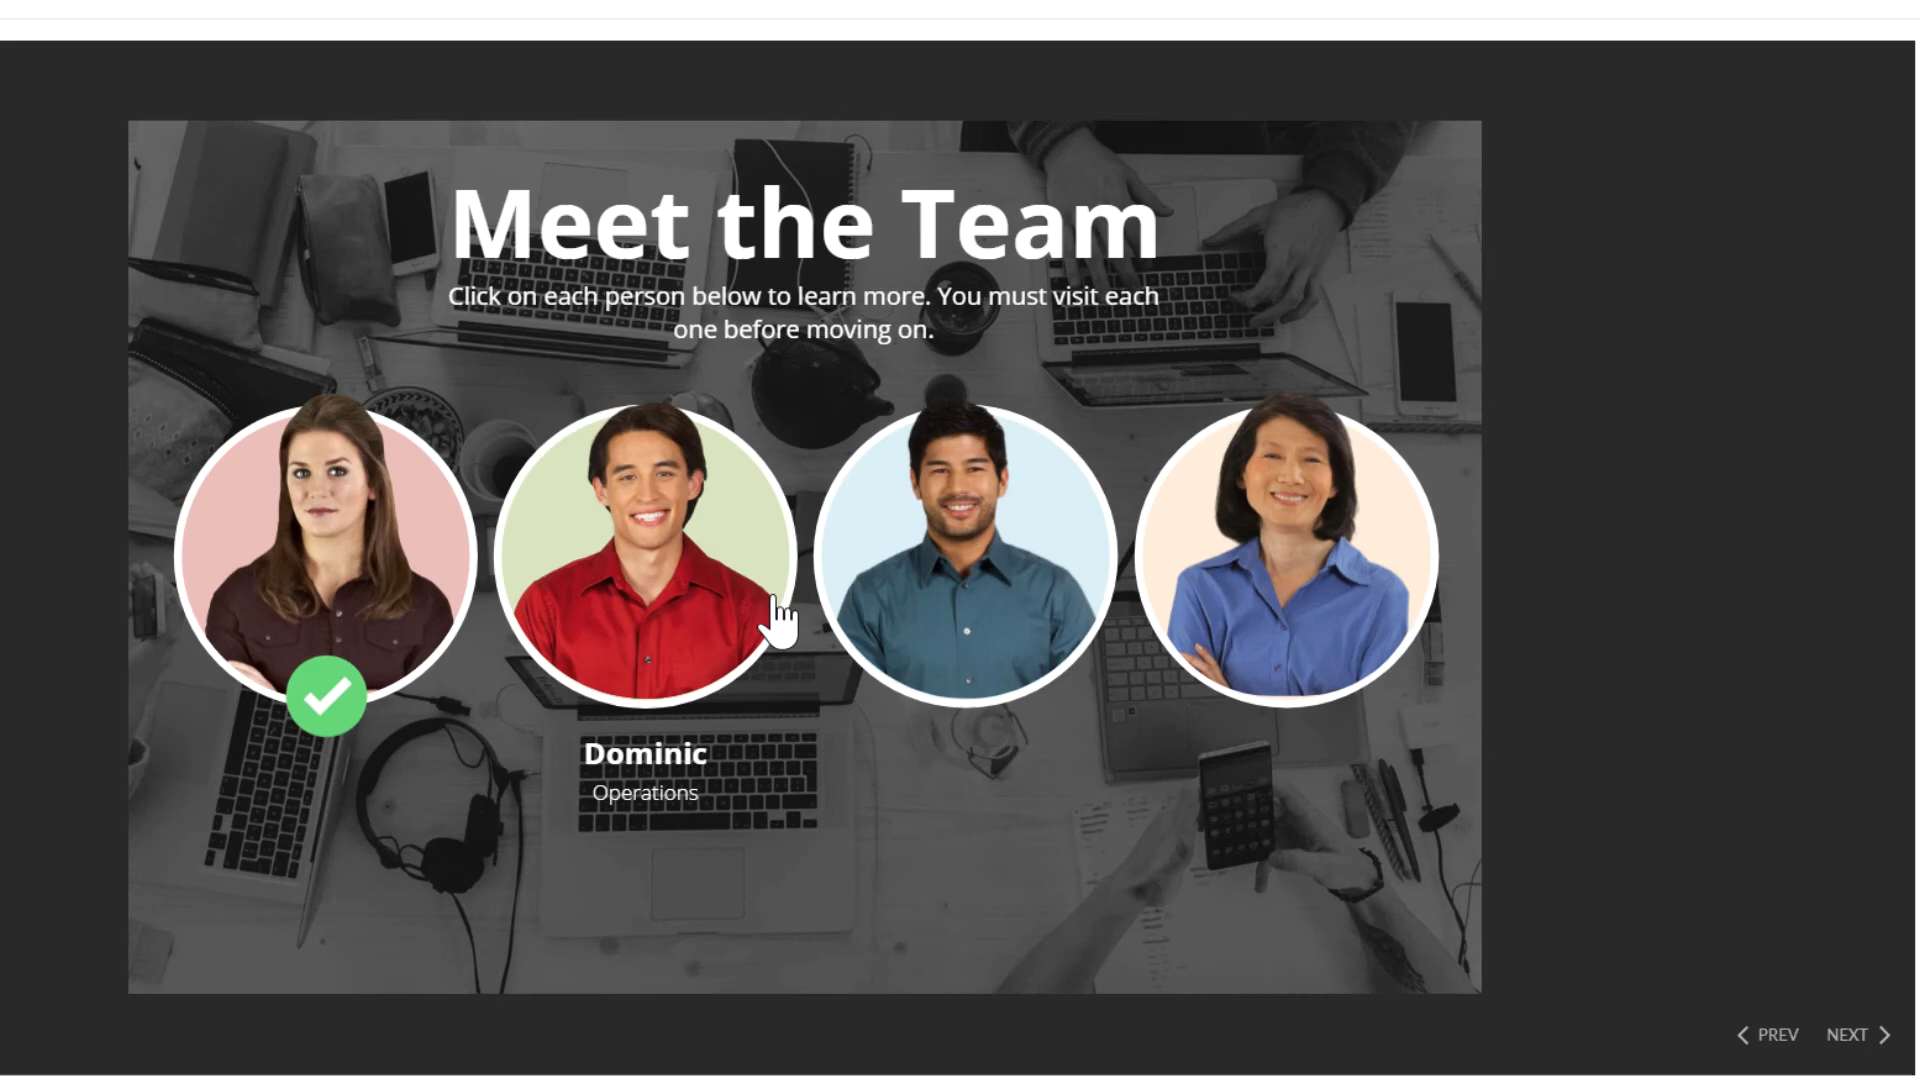 Meet the Team
Click on each person below to learn more. You must visit each
one before moving on.
Dominic
Operations
PREV NEXT